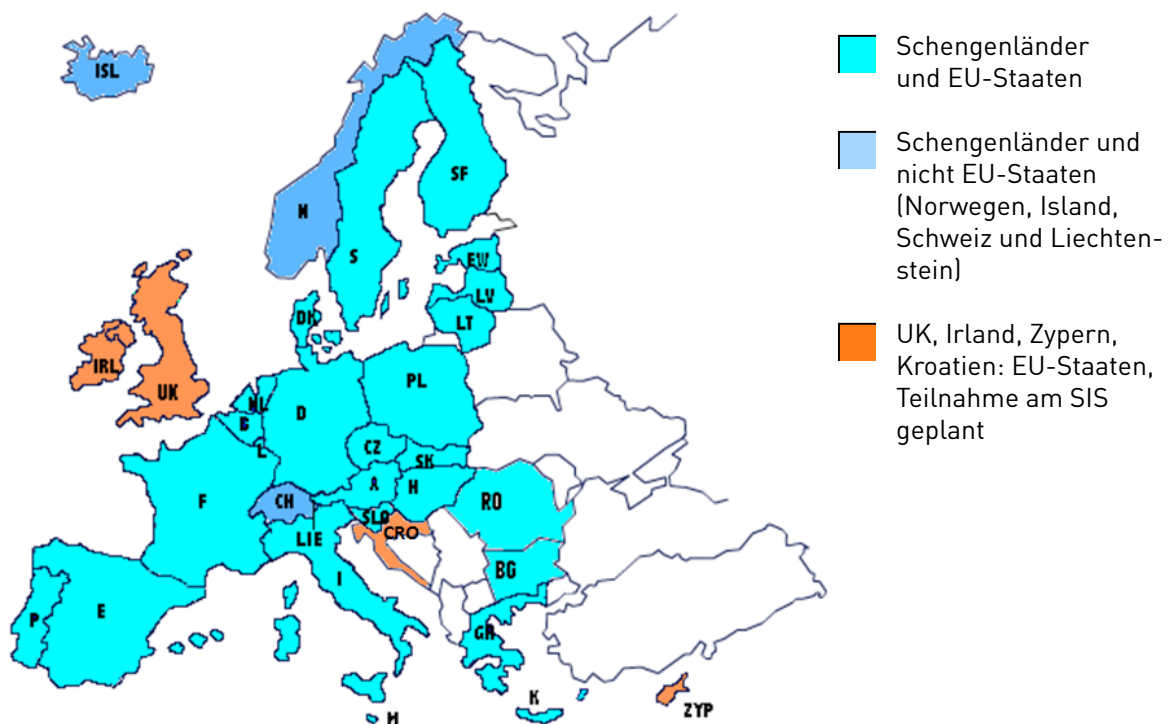 ISL
N
SF
S
EW
LV
LT
DK
IRL
UK
PL
NL
B
D
L
CZ
SK
A
H
F
CH
RO
SLO
CRO
LIE
BG
I
P
E
GR
K
M
ZYP
Schengenländer
und EU-Staaten
Schengenländer und
nicht EU-Staaten
(Norwegen, Island,
Schweiz und Liechten-
stein)
UK, Irland, Zypern,
Kroatien: EU-Staaten,
Teilnahme am SIS
geplant